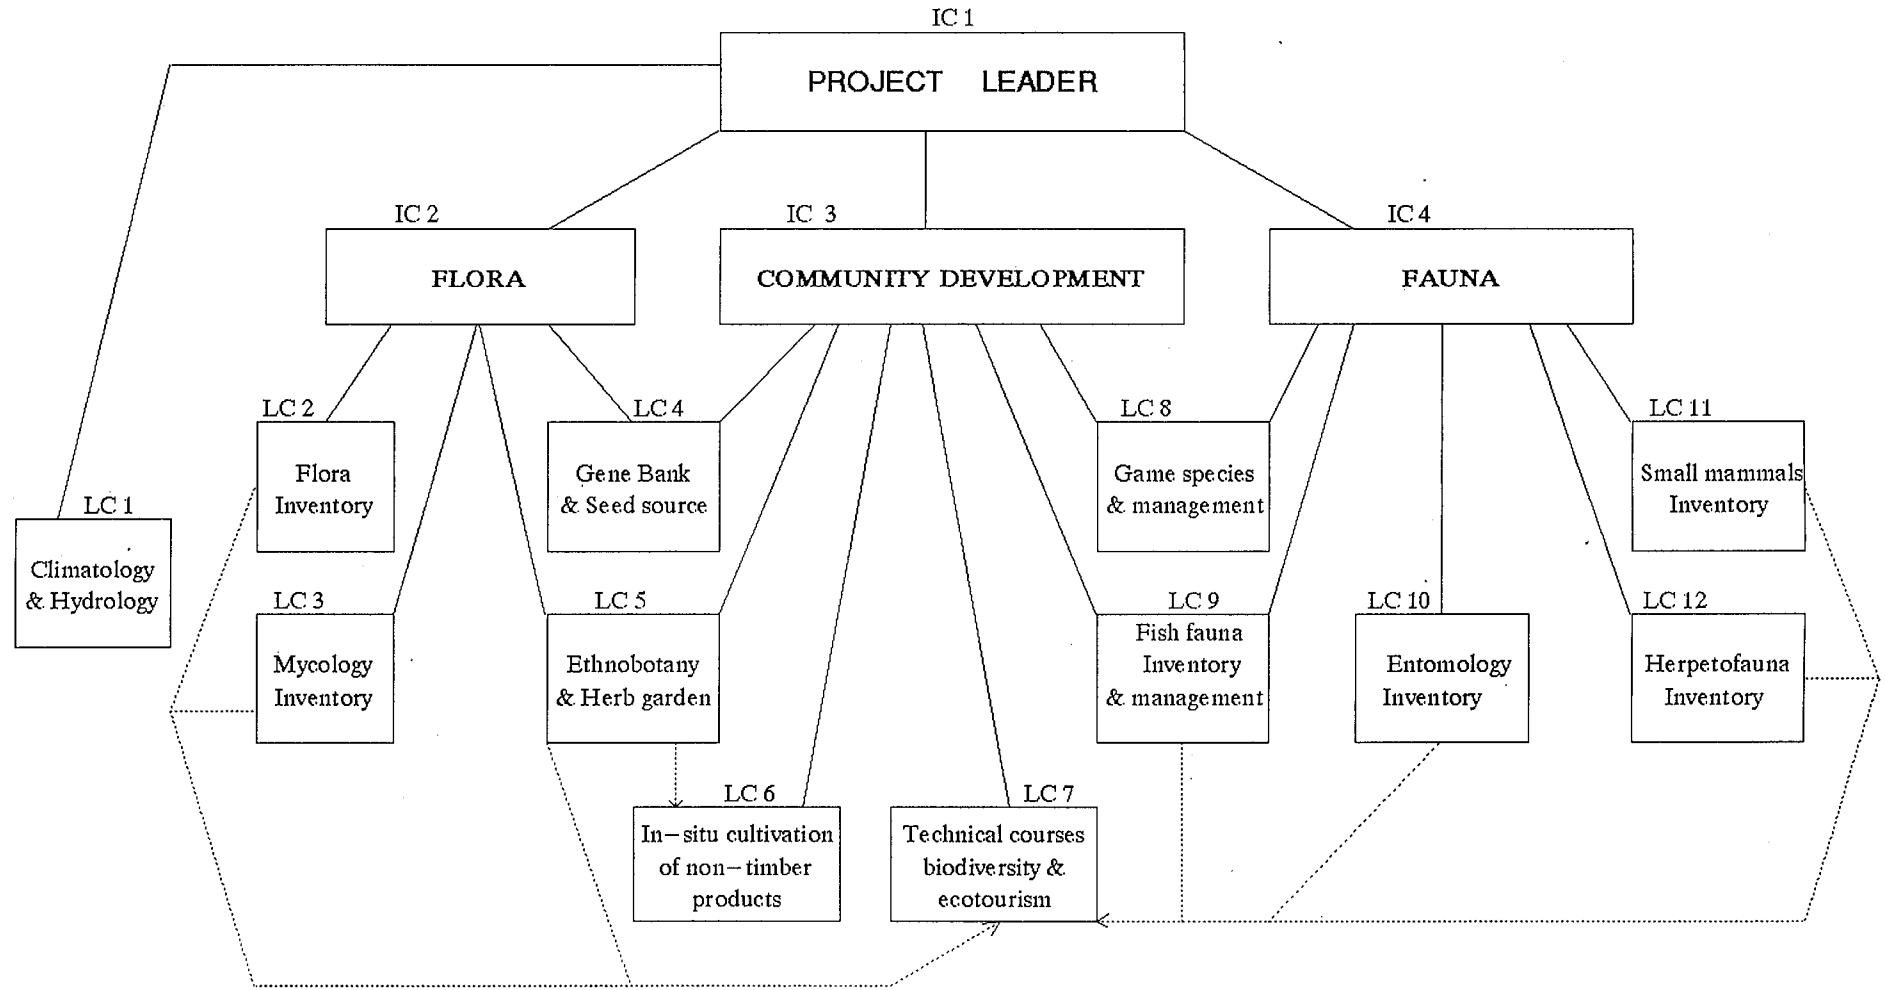 IC 1
PROJECT LEADER
IC 2
FLORA
IC 3
COMMUNITY DEVELOPMENT
IC 4
FAUNA
LC 1
Climatology
& Hydrology
LC 2
Flora
Inventory
LC 3
Mycology
Inventory
LC 4
Gene Bank
& Seed source
LC 5
Ethnobotany
& Herb garden
LC 6
In-situ cultivation
of non-timber
products
LC 7
Technical courses
biodiversity &
ecotourism
LC 8
Game species
& management
LC 9
Fish fauna
Inventory
& management
LC 10
Entomology
Inventory
LC 11
Small mammals
Inventory
LC 12
Herpetofauna
Inventory